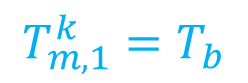 $T_{m,1}^{k} = T_b$